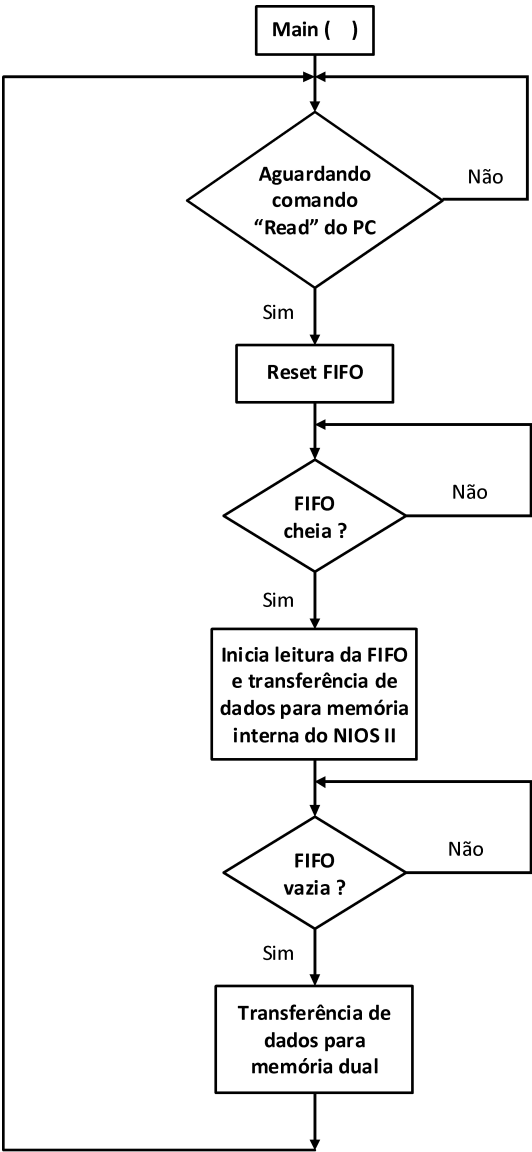 Main (    )
Aguardando
comando
“Read” do PC
Não
Sim
Reset FIFO
FIFO
cheia ?
Não
Sim
Inicia leitura da FIFO
e transferência de
dados para memória
interna do NIOS II
FIFO
vazia ?
Não
Sim
Transferência de
dados para
memória dual